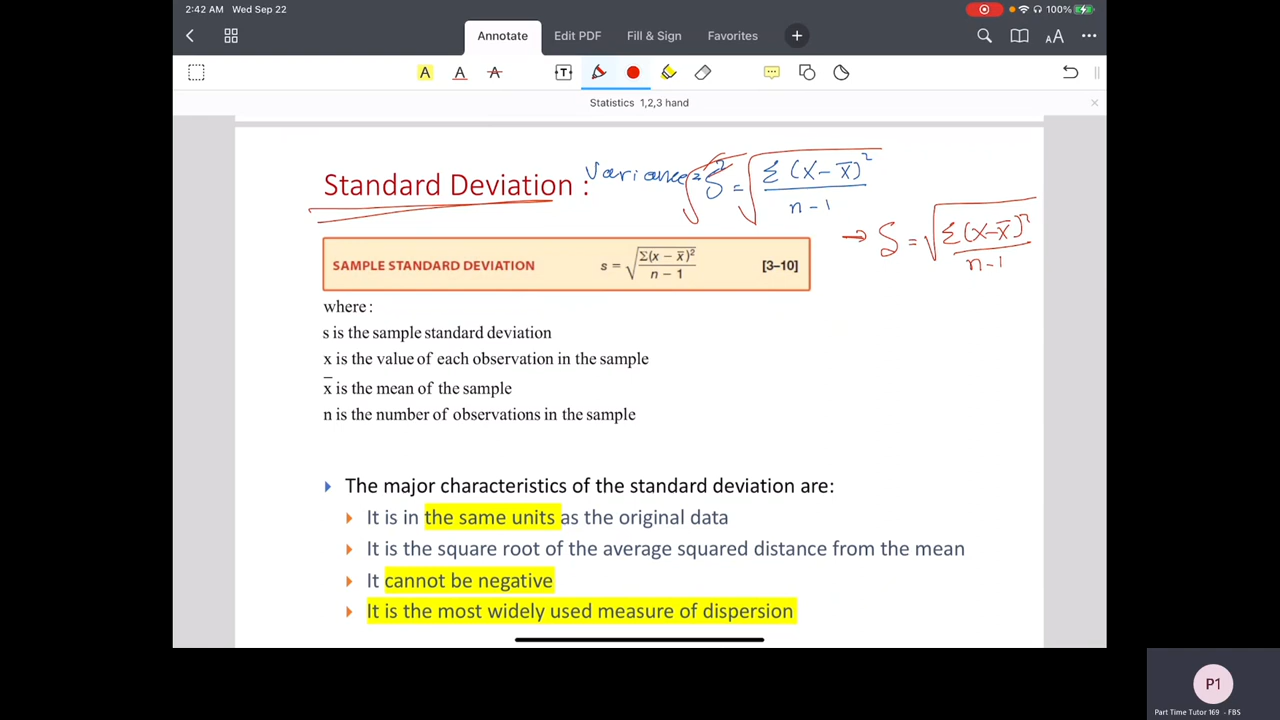 2:42 AM Wed Sep 22
100%
Annotate Edit PDF Fill & Sign Favorites +
AA
A A A T
Statistics 1,2,3 hand
Standard Deviation : Variance = S² = √Σ(x-x̅)²/n-1
→ S = √Σ(x-x̅)²/n-1
SAMPLE STANDARD DEVIATION s = √Σ(x − x̅)²/n − 1 [3–10]
where :
s is the sample standard deviation
x is the value of each observation in the sample
x̅ is the mean of the sample
n is the number of observations in the sample
The major characteristics of the standard deviation are:
It is in the same units as the original data
It is the square root of the average squared distance from the mean
It cannot be negative
It is the most widely used measure of dispersion
P1
Part Time Tutor 169 - FBS